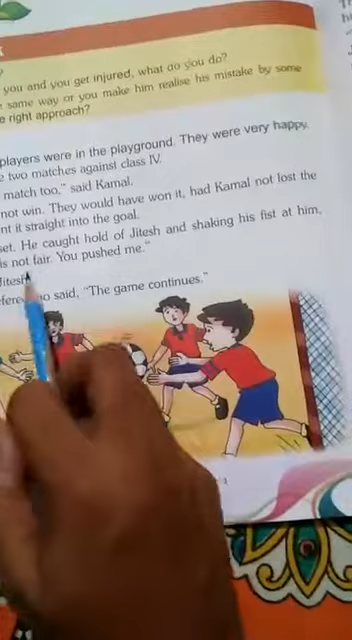 you and you get injured, what do you do?
same way or you make him realise his mistake by some
right approach?
players were in the playground. They were very happy.
two matches against class IV.
match too," said Kamal.
not win. They would have won it, had Kamal not lost the
it straight into the goal.
He caught hold of Jitesh and shaking his fist at him,
is not fair. You pushed me."
said, "The game continues."